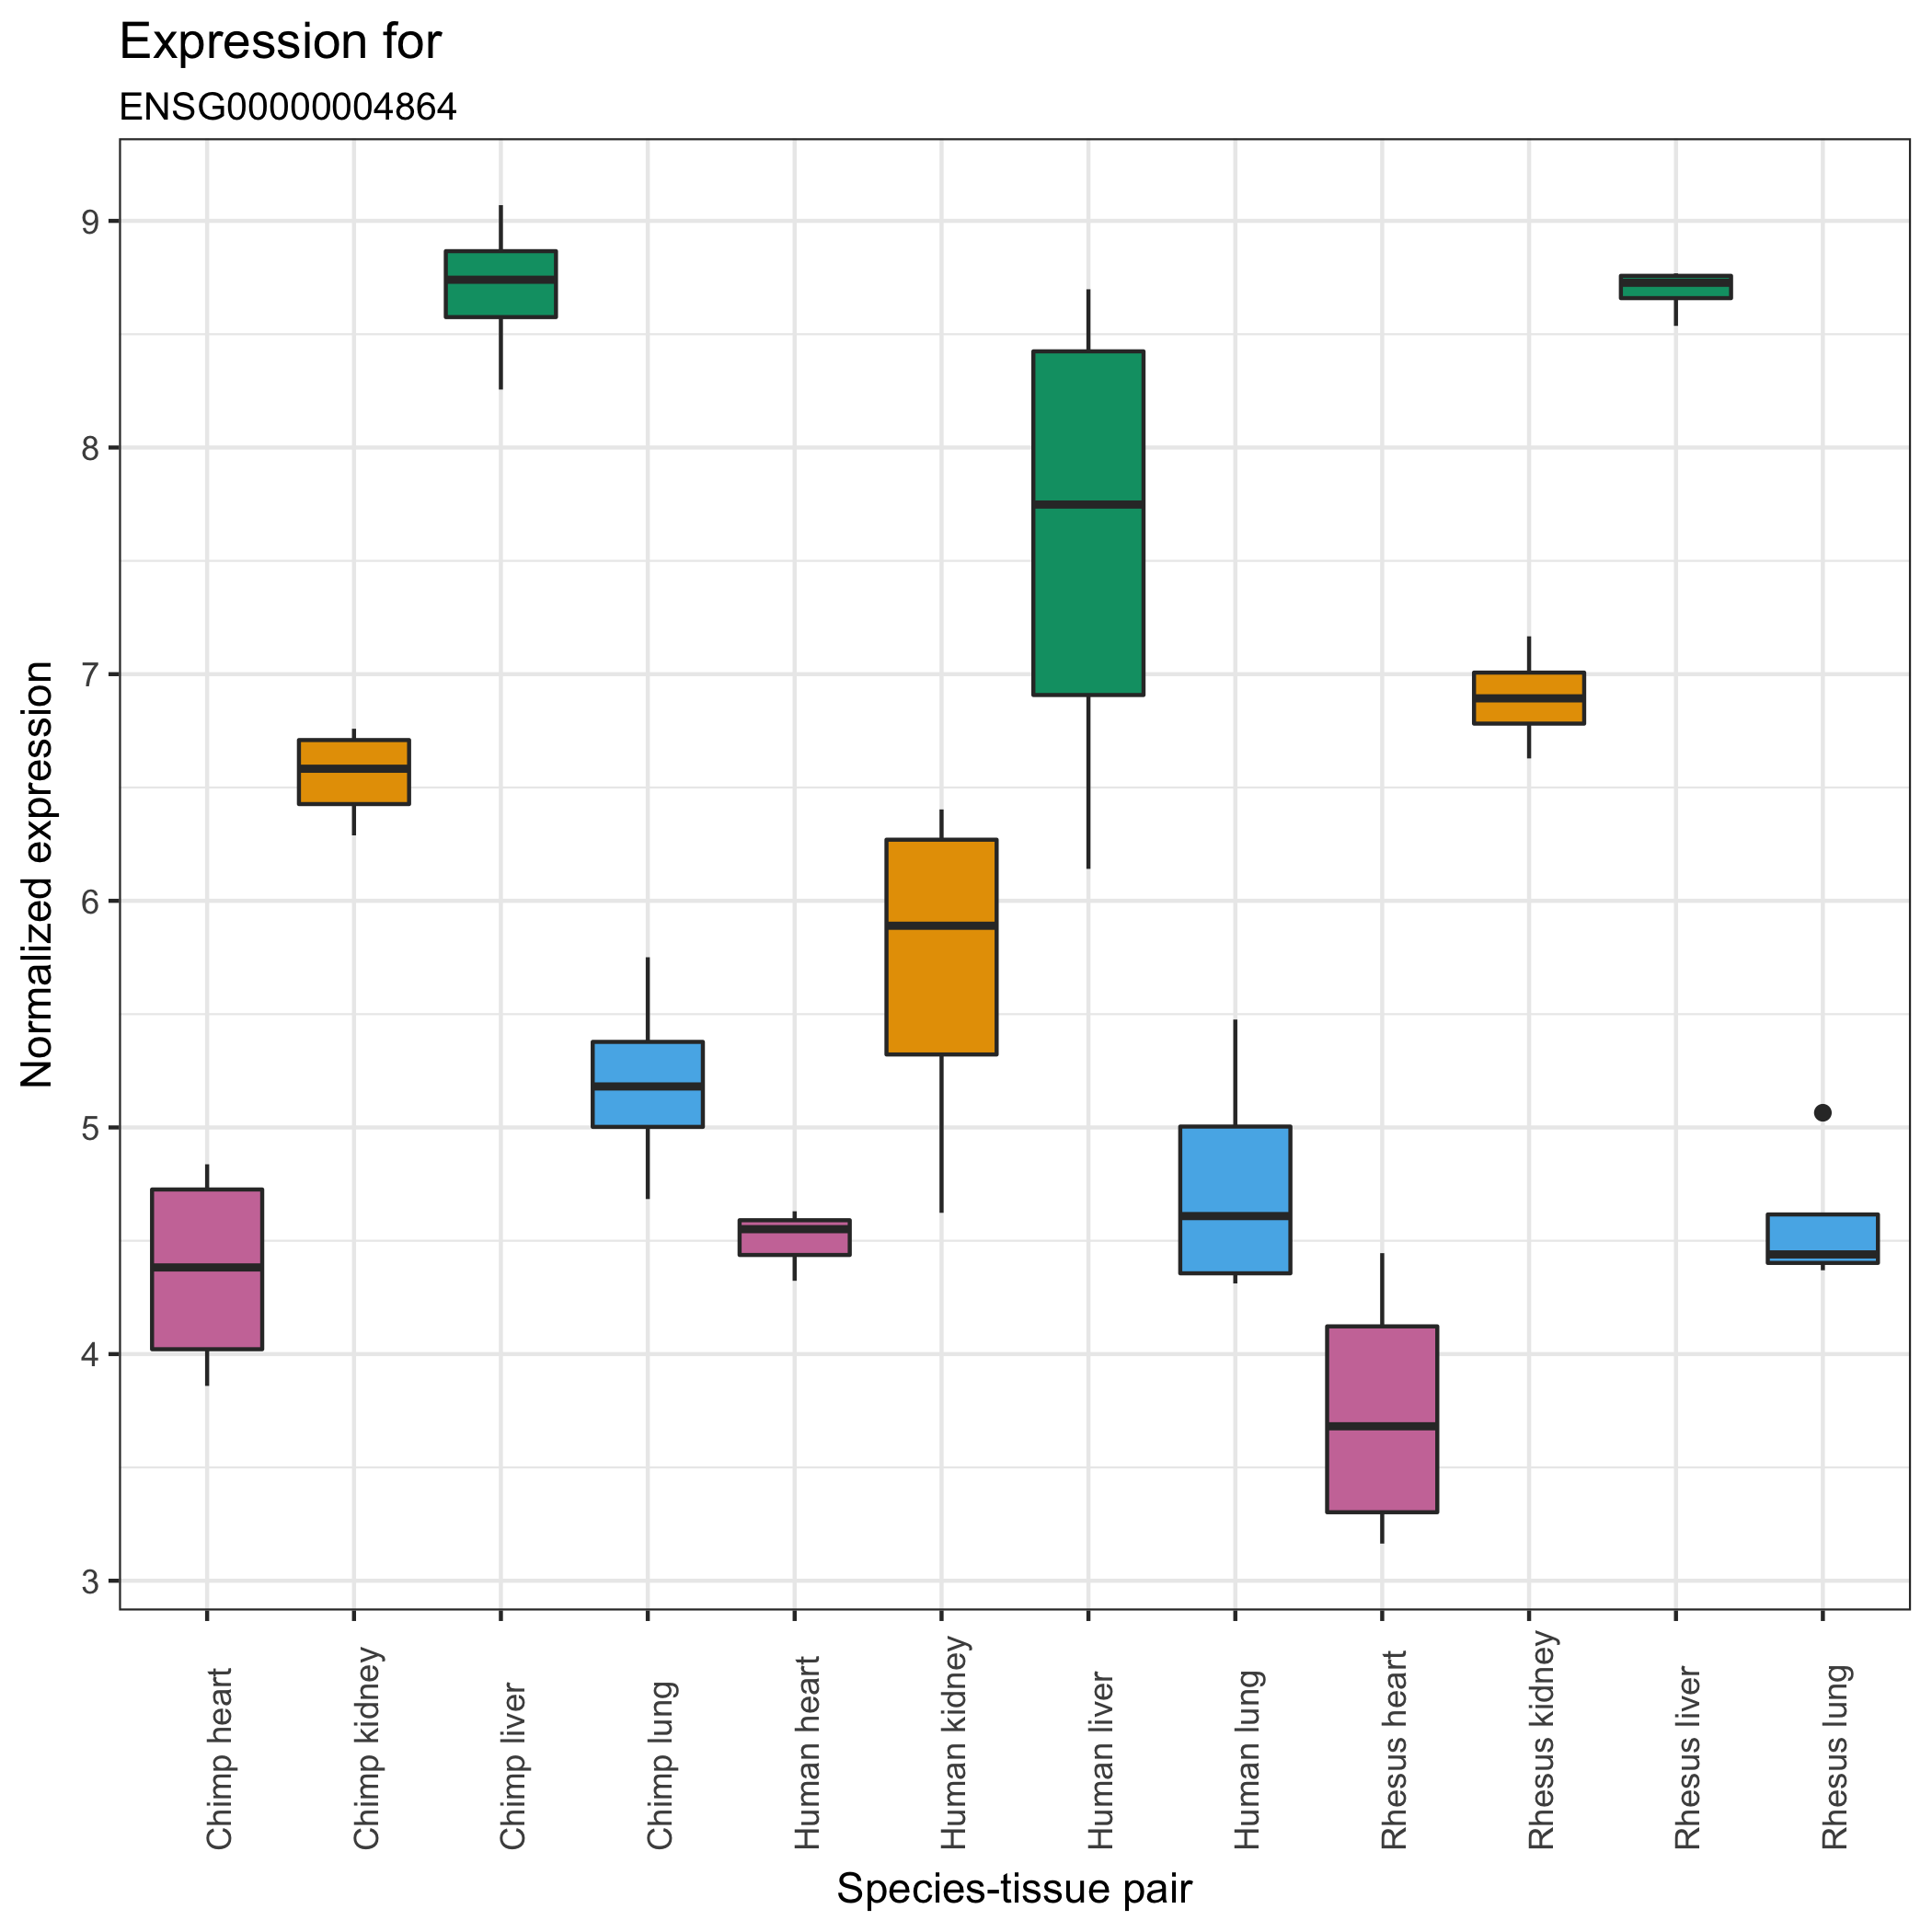 Expression for
ENSG00000004864
Normalized expression
9
8
7
6
5
4
3
Chimp heart
Chimp kidney
Chimp liver
Chimp lung
Human heart
Human kidney
Human liver
Human lung
Rhesus heart
Rhesus kidney
Rhesus liver
Rhesus lung
Species-tissue pair